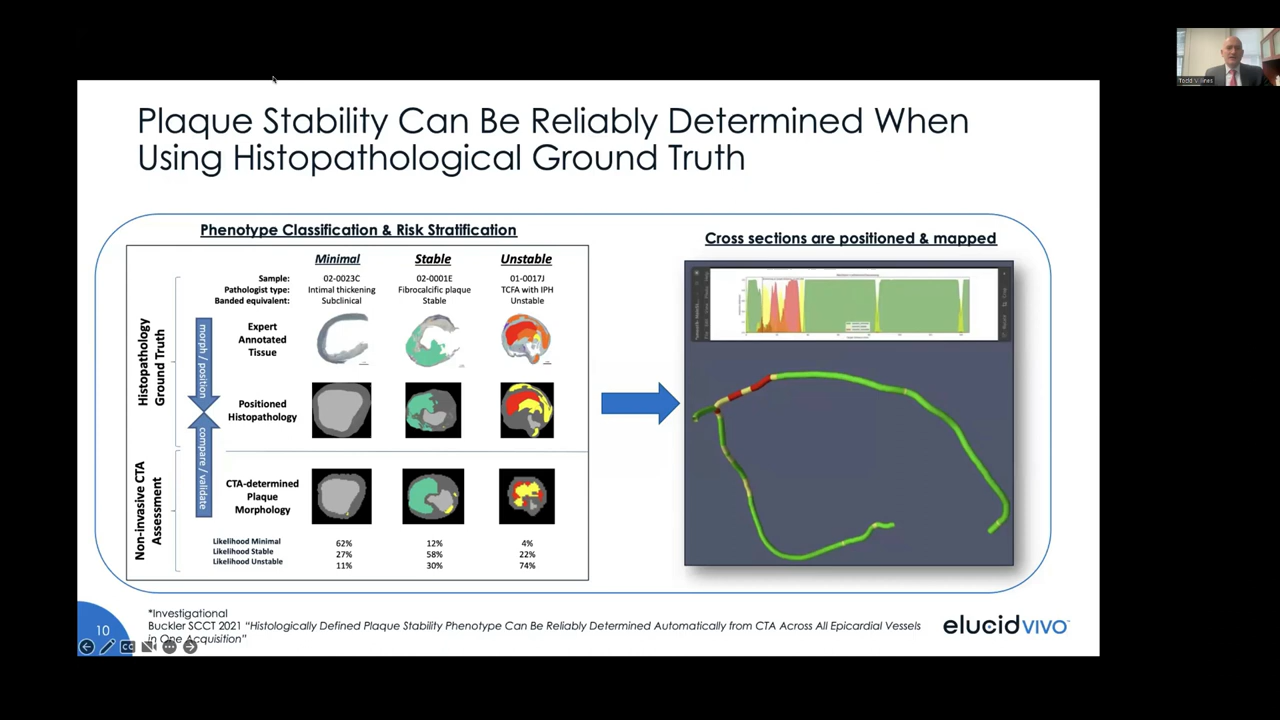 Plaque Stability Can Be Reliably Determined When
Using Histopathological Ground Truth
Phenotype Classification & Risk Stratification
Minimal Stable Unstable
Sample: 02-0023C 02-0001E 01-0017J
Pathologist type: Intimal thickening Fibrocalcific plaque TCFA with IPH
Banded equivalent: Subclinical Stable Unstable
Histopathology
Ground Truth
morph / position
Expert
Annotated
Tissue
Positioned
Histopathology
Non-invasive CTA
Assessment
compare / validate
CTA-determined
Plaque
Morphology
Likelihood Minimal 62% 12% 4%
Likelihood Stable 27% 58% 22%
Likelihood Unstable 11% 30% 74%
Cross sections are positioned & mapped
*Investigational
Buckler SCCT 2021 “Histologically Defined Plaque Stability Phenotype Can Be Reliably Determined Automatically from CTA Across All Epicardial Vessels
in One Acquisition”
10
CC
elucidvivo